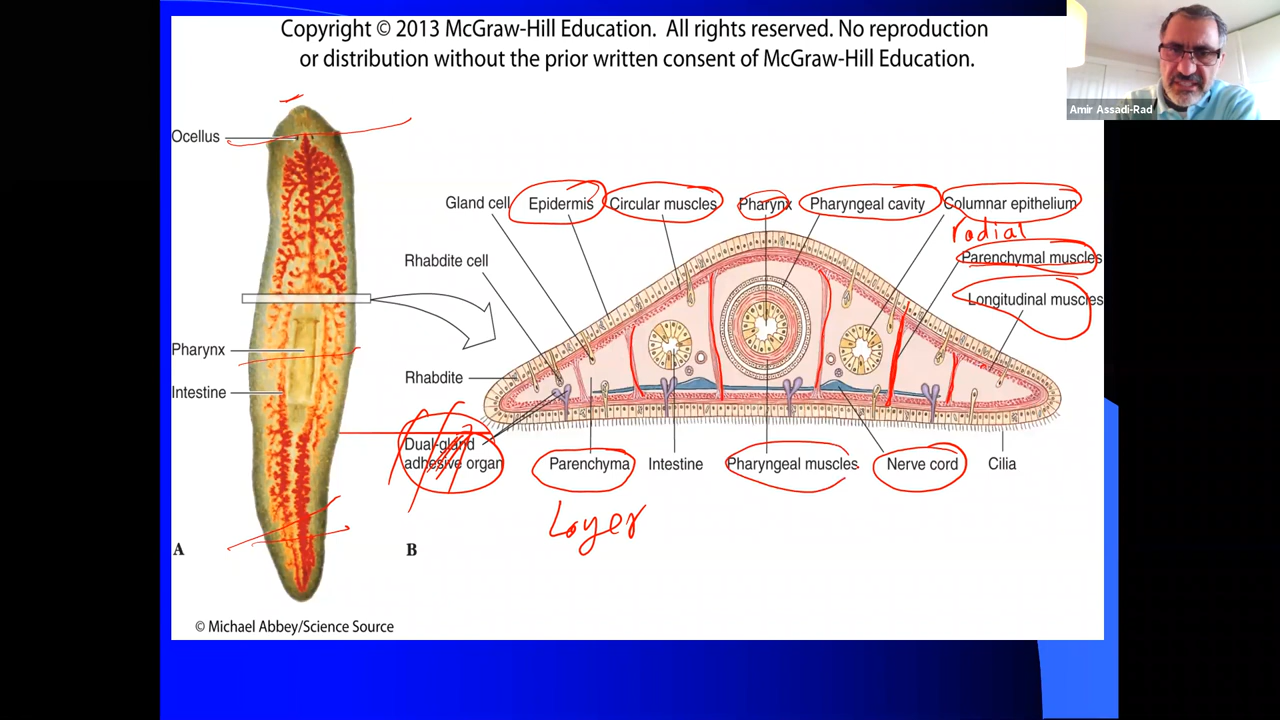 Copyright © 2013 McGraw-Hill Education. All rights reserved. No reproduction
or distribution without the prior written consent of McGraw-Hill Education.
Amir Assadi-Rad
Ocellus
Pharynx
Intestine
A
Gland cell
Epidermis
Circular muscles
Pharynx
Pharyngeal cavity
Columnar epithelium
radial
Parenchymal muscles
Longitudinal muscles
Rhabdite cell
Rhabdite
Dual-gland
adhesive organ
Parenchyma
Intestine
Pharyngeal muscles
Nerve cord
Cilia
Layer
B
© Michael Abbey/Science Source